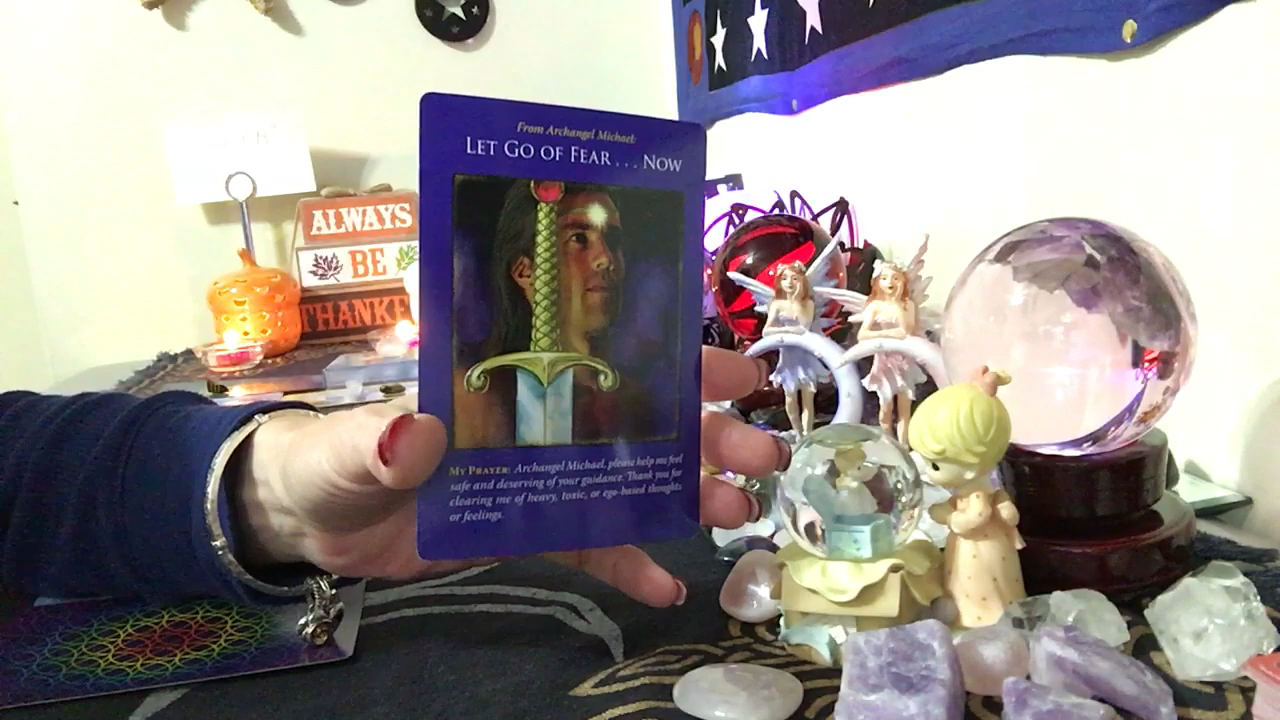 From Archangel Michael:
LET GO OF FEAR . . . NOW
MY PRAYER: Archangel Michael, please help me feel
safe and deserving of your guidance. Thank you for
clearing me of heavy, toxic, or ego-based thoughts
or feelings.
ALWAYS
BE
THANKF